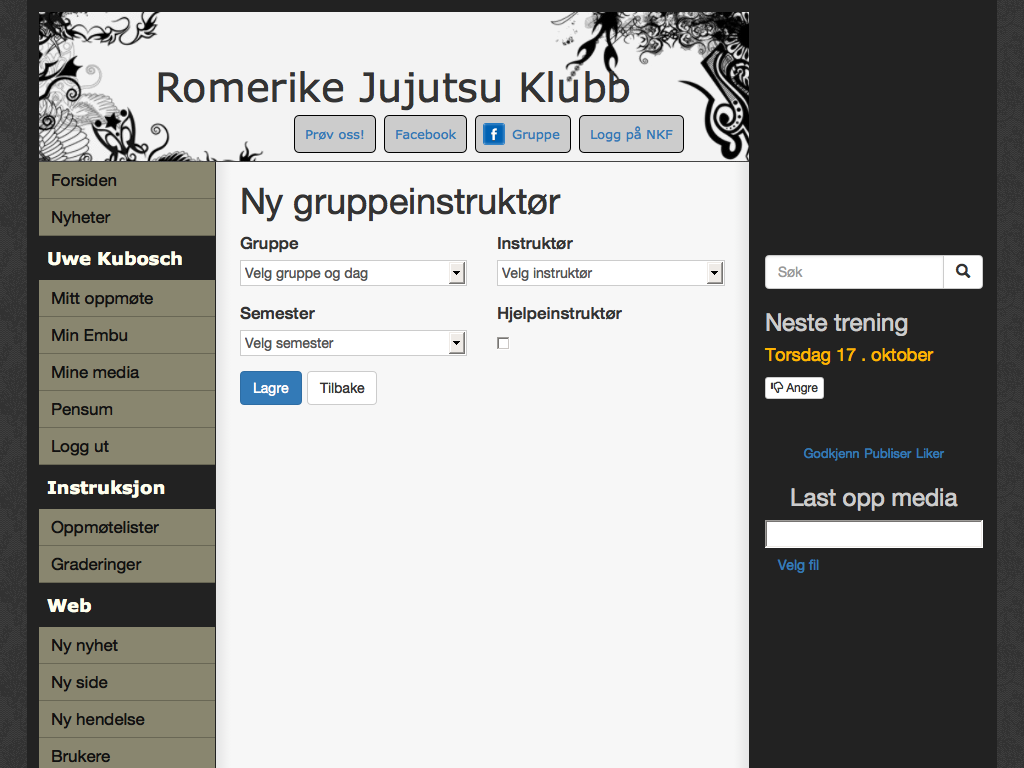 Romerike Jujutsu Klubb
Prøv oss!
Facebook
Gruppe
Logg på NKF
Forsiden
Nyheter
Uwe Kubosch
Mitt oppmøte
Min Embu
Mine media
Pensum
Logg ut
Instruksjon
Oppmøtelister
Graderinger
Web
Ny nyhet
Ny side
Ny hendelse
Brukere
Ny gruppeinstruktør
Gruppe
Instruktør
Velg gruppe og dag
Velg instruktør
Semester
Hjelpeinstruktør
Velg semester
Lagre
Tilbake
Søk
Neste trening
Torsdag 17 . oktober
Angre
Godkjenn Publiser Liker
Last opp media
Velg fil